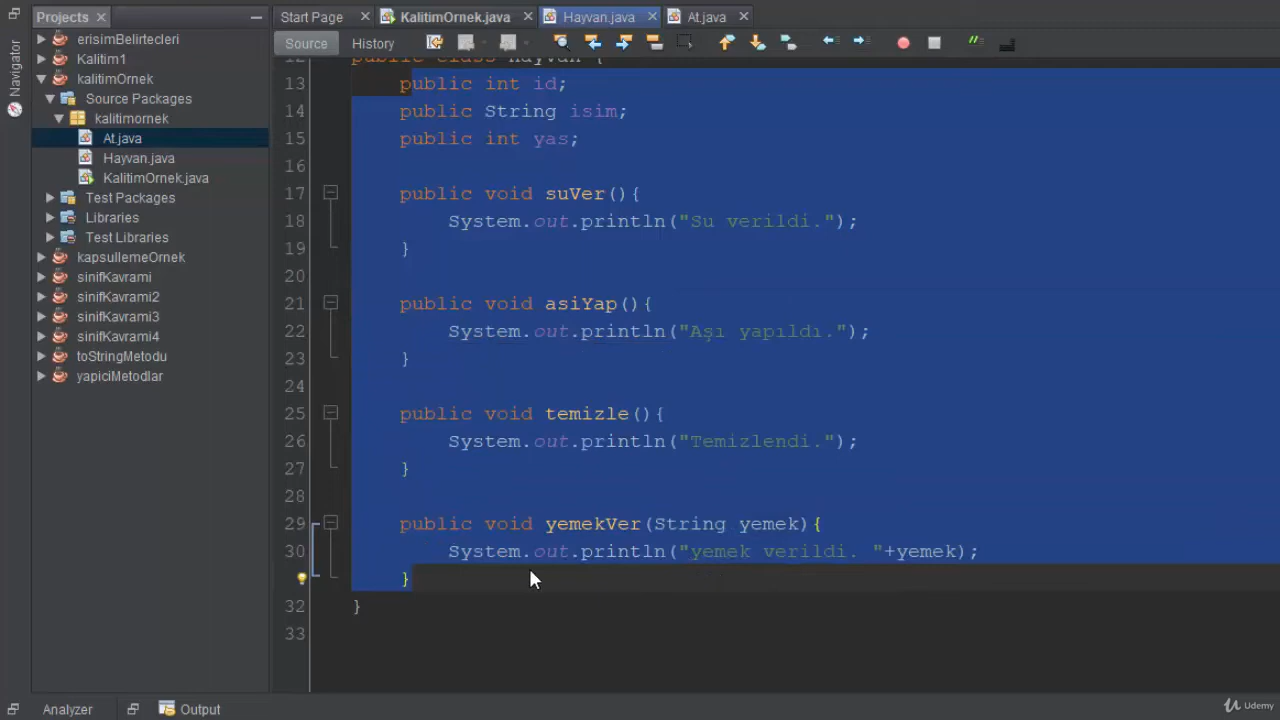 Projects
Start Page
KalitimOrnek.java
Hayvan.java
At.java
Source
History
Navigator
erisimBelirtecleri
Kalitim1
kalitimOrnek
Source Packages
kalitimornek
At.java
Hayvan.java
KalitimOrnek.java
Test Packages
Libraries
Test Libraries
kapsullemeOrnek
sinifKavrami
sinifKavrami2
sinifKavrami3
sinifKavrami4
toStringMetodu
yapiciMetodlar
12 public class Hayvan {
13 public int id;
14 public String isim;
15 public int yas;
16
17 public void suVer(){
18 System.out.println("Su verildi.");
19 }
20
21 public void asiYap(){
22 System.out.println("Aşı yapıldı.");
23 }
24
25 public void temizle(){
26 System.out.println("Temizlendi.");
27 }
28
29 public void yemekVer(String yemek){
30 System.out.println("yemek verildi. "+yemek);
}
32 }
33
Analyzer
Output
Udemy